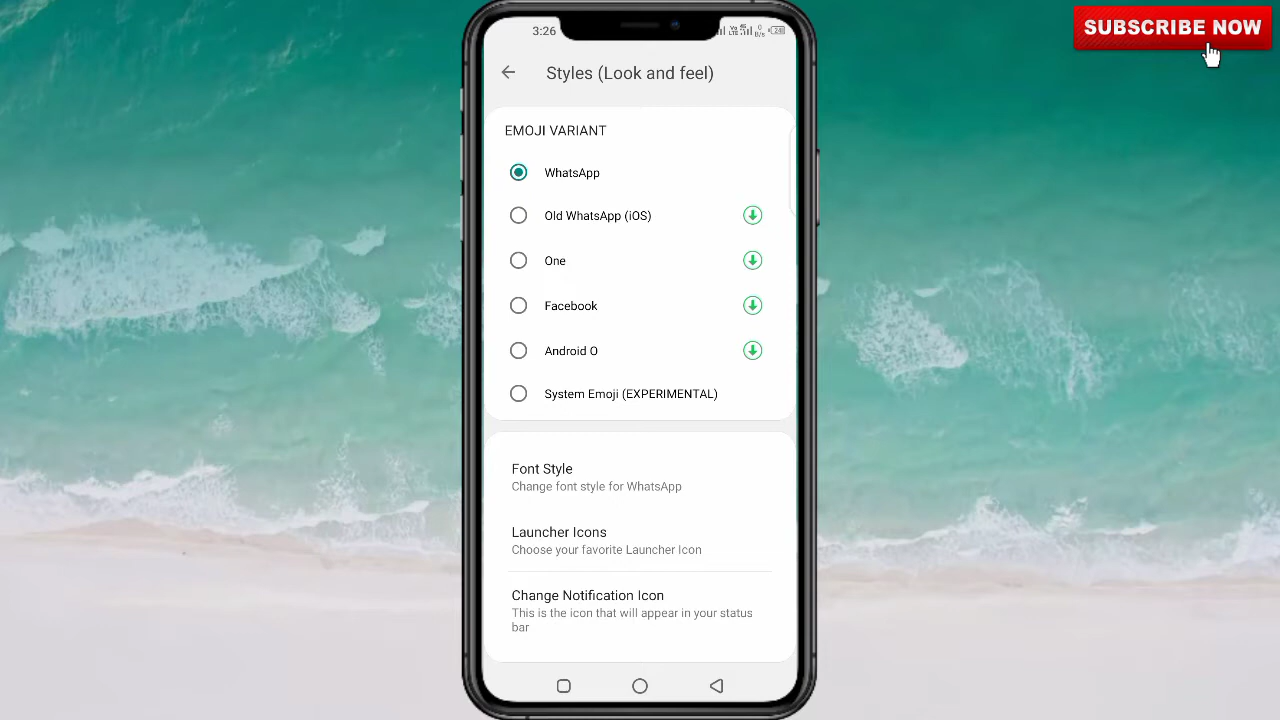 SUBSCRIBE NOW
3:26
Styles (Look and feel)
EMOJI VARIANT
WhatsApp
Old WhatsApp (iOS)
One
Facebook
Android O
System Emoji (EXPERIMENTAL)
Font Style
Change font style for WhatsApp
Launcher Icons
Choose your favorite Launcher Icon
Change Notification Icon
This is the icon that will appear in your status
bar